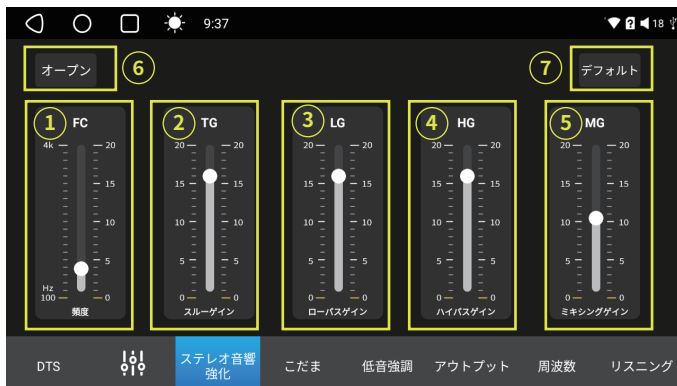 9:37
? 18
オープン
6
7
デフォルト
1 FC
2 TG
3 LG
4 HG
5 MG
4k 20
15
10
5
Hz
100 0
頻度
20 20
15 15
10 10
5 5
0 0
スルーゲイン
20 20
15 15
10 10
5 5
0 0
ローパスゲイン
20 20
15 15
10 10
5 5
0 0
ハイパスゲイン
20 20
15 15
10 10
5 5
0 0
ミキシングゲイン
DTS
ステレオ音響
強化
こだま
低音強調
アウトプット
周波数
リスニング